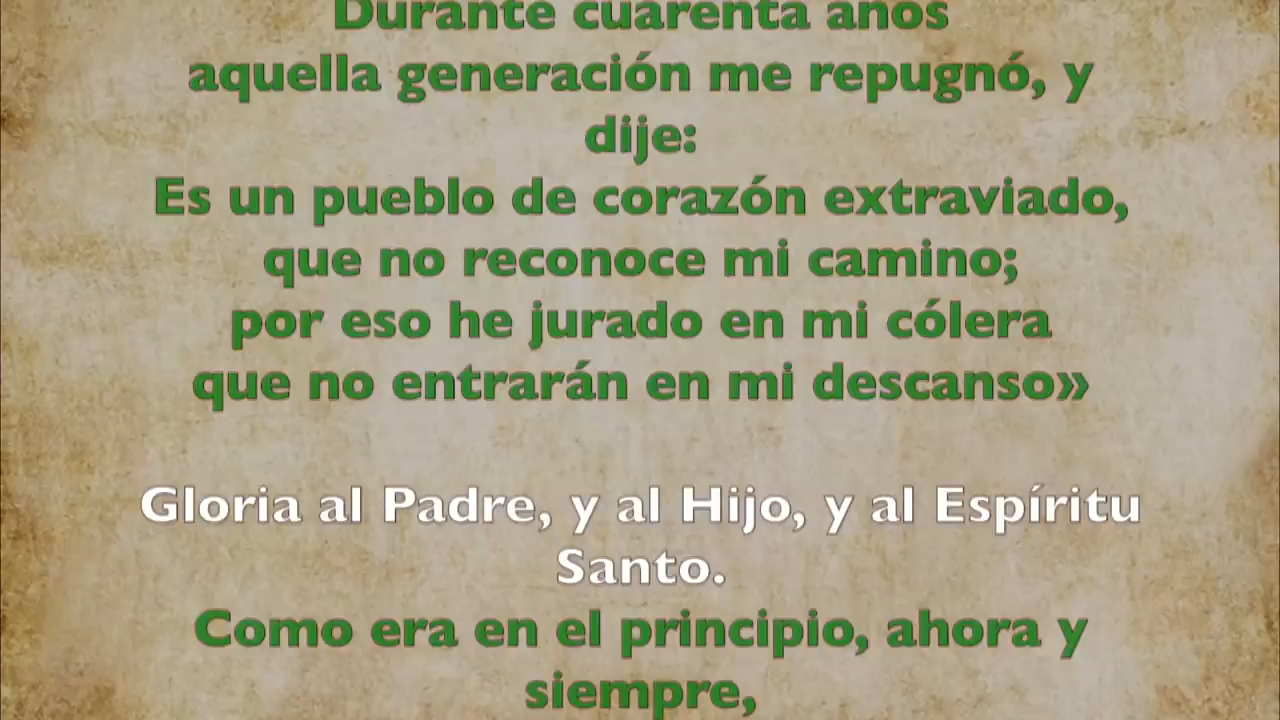 Durante cuarenta años
aquella generación me repugnó, y
dije:
Es un pueblo de corazón extraviado,
que no reconoce mi camino;
por eso he jurado en mi cólera
que no entrarán en mi descanso»
Gloria al Padre, y al Hijo, y al Espíritu
Santo.
Como era en el principio, ahora y
siempre,